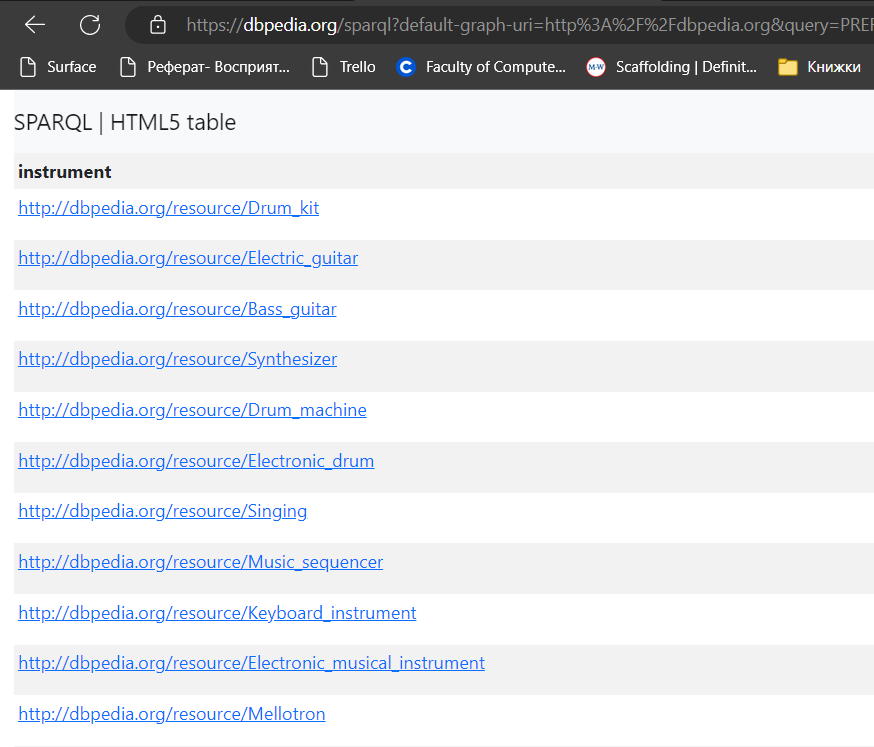 https://dbpedia.org/sparql?default-graph-uri=http%3A%2F%2Fdbpedia.org&query=PREF
Surface Реферат- Восприят... Trello C Faculty of Compute... M-W Scaffolding | Definit... Книжки
SPARQL | HTML5 table
instrument
http://dbpedia.org/resource/Drum_kit
http://dbpedia.org/resource/Electric_guitar
http://dbpedia.org/resource/Bass_guitar
http://dbpedia.org/resource/Synthesizer
http://dbpedia.org/resource/Drum_machine
http://dbpedia.org/resource/Electronic_drum
http://dbpedia.org/resource/Singing
http://dbpedia.org/resource/Music_sequencer
http://dbpedia.org/resource/Keyboard_instrument
http://dbpedia.org/resource/Electronic_musical_instrument
http://dbpedia.org/resource/Mellotron